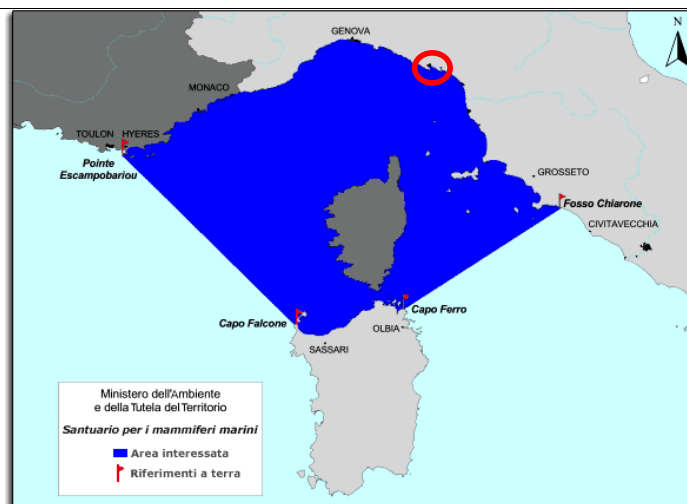 GENOVA
N
MONACO
TOULON HYERES
Pointe
Escampobariou
GROSSETO
Fosso Chiarone
CIVITAVECCHIA
Capo Ferro
Capo Falcone
OLBIA
SASSARI
Ministero dell'Ambiente
e della Tutela del Territorio
Santuario per i mammiferi marini
Area interessata
Riferimenti a terra